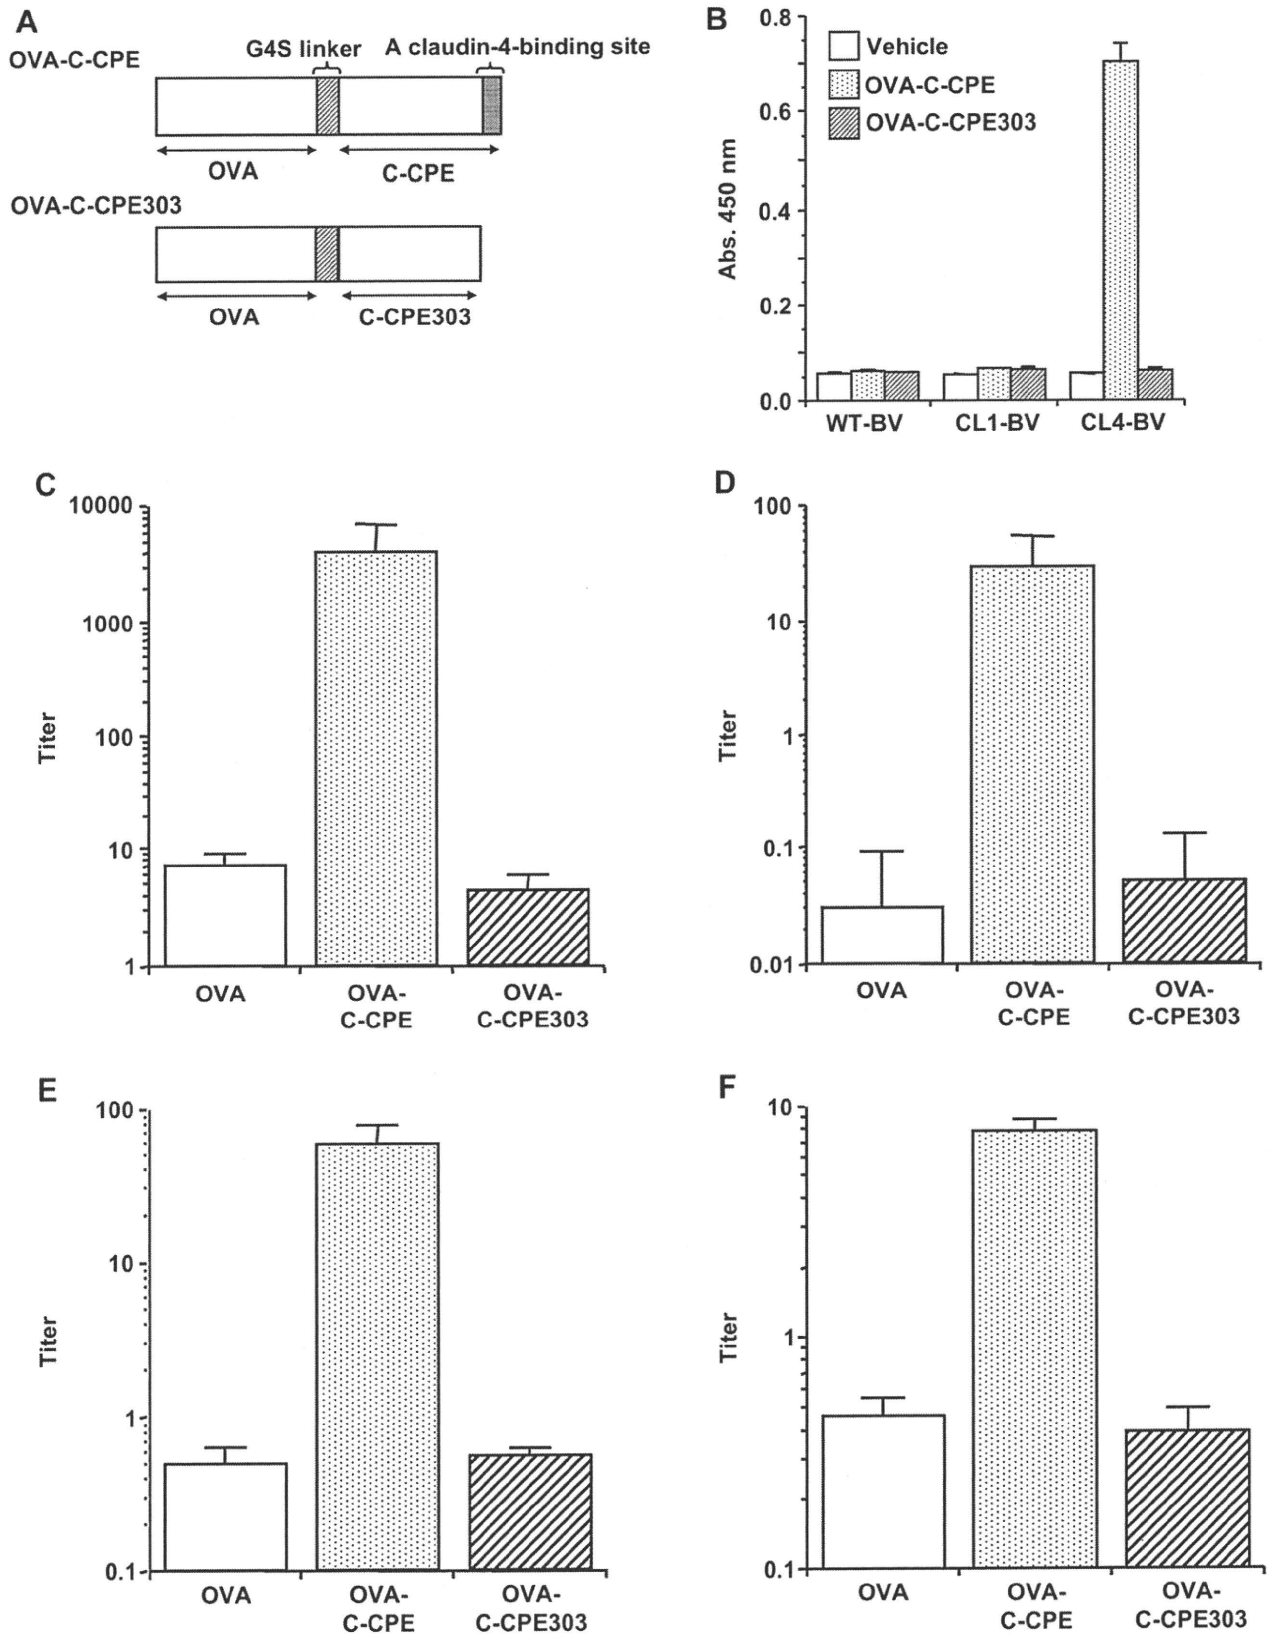 A
OVA-C-CPE
G4S linker
A claudin-4-binding site
OVA
C-CPE
OVA-C-CPE303
OVA
C-CPE303
B
Vehicle
OVA-C-CPE
OVA-C-CPE303
Abs. 450 nm
0.8
0.6
0.4
0.2
0.0
WT-BV
CL1-BV
CL4-BV
C
Titer
10000
1000
100
10
1
OVA
OVA-
C-CPE
OVA-
C-CPE303
D
Titer
100
10
1
0.1
0.01
OVA
OVA-
C-CPE
OVA-
C-CPE303
E
Titer
100
10
1
0.1
OVA
OVA-
C-CPE
OVA-
C-CPE303
F
Titer
10
1
0.1
OVA
OVA-
C-CPE
OVA-
C-CPE303